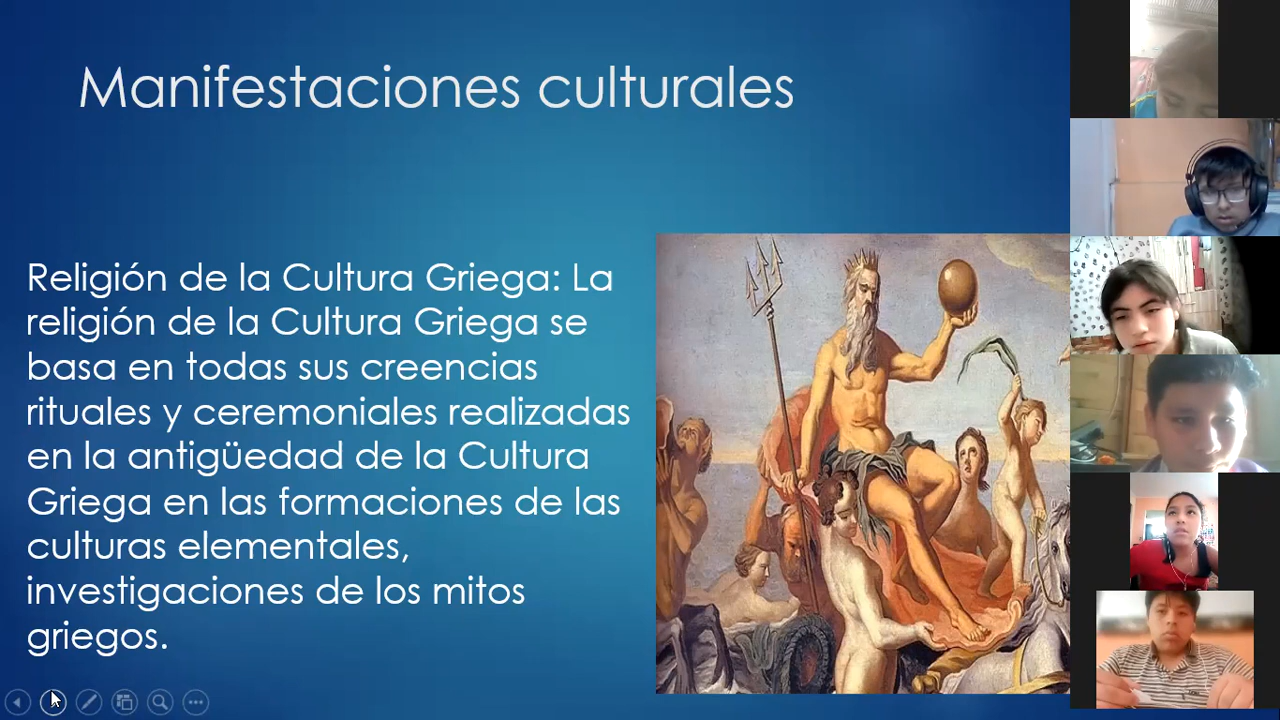 Manifestaciones culturales
Religión de la Cultura Griega: La
religión de la Cultura Griega se
basa en todas sus creencias
rituales y ceremoniales realizadas
en la antigüedad de la Cultura
Griega en las formaciones de las
culturas elementales,
investigaciones de los mitos
griegos.